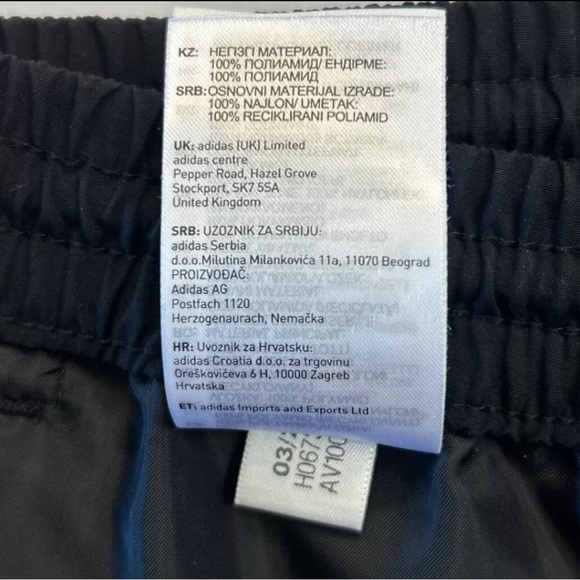 KZ: НЕГІЗГІ МАТЕРИАЛ:
100% ПОЛИАМИД/ ЕНДІРМЕ:
100% ПОЛИАМИД
SRB: OSNOVNI MATERIJAL IZRADE:
100% NAJLON/ UMETAK:
100% RECIKLIRANI POLIAMID
UK: adidas (UK) Limited
adidas centre
Pepper Road, Hazel Grove
Stockport, SK7 5SA
United Kingdom
SRB: UZOZNIK ZA SRBIJU:
adidas Serbia
d.o.o.Milutina Milankovića 11a, 11070 Beograd
PROIZVOĐAČ:
Adidas AG
Postfach 1120
Herzogenaurach, Nemačka
HR: Uvoznik za Hrvatsku:
adidas Croatia d.o.o. za trgovinu
Oreškovićeva 6 H, 10000 Zagreb
Hrvatska
ET: adidas Imports and Exports Ltd
03/
H067
AV100